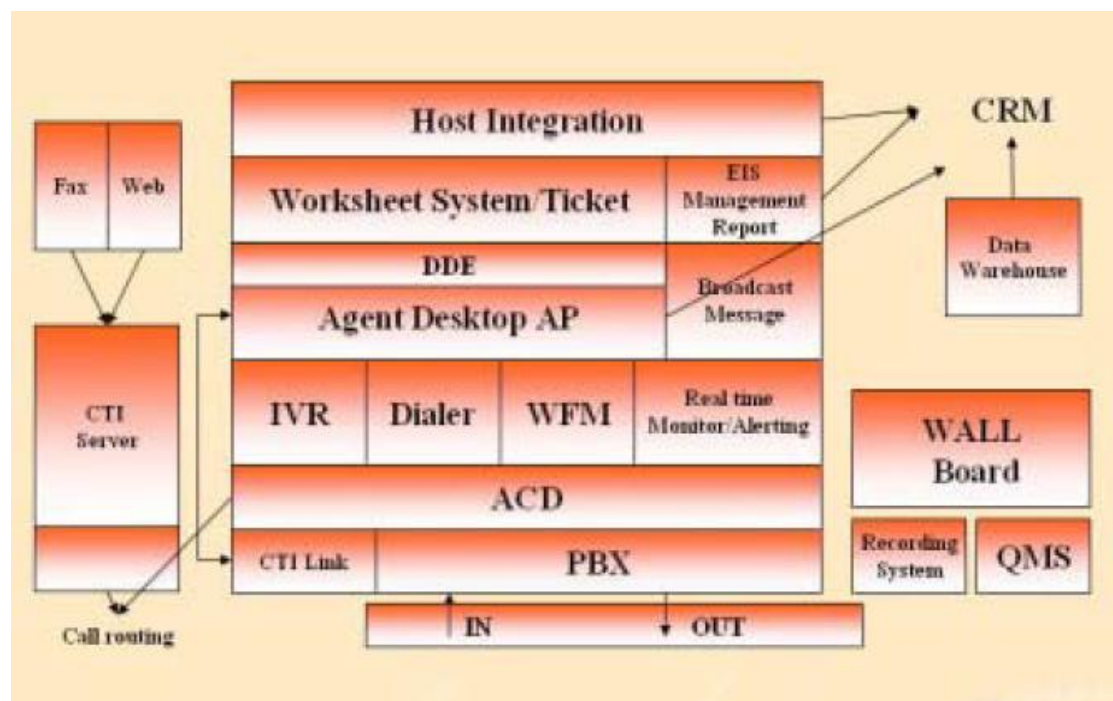 Host Integration
CRM
Fax
Web
Worksheet System/Ticket
EIS
Management
Report
DDE
Data
Warehouse
Broadcast
Message
Agent Desktop AP
CTI
Server
IVR
Dialer
WFM
Real time
Monitor/Alerting
WALL
Board
ACD
CTI Link
PBX
Recording
System
QMS
Call routing
IN
OUT